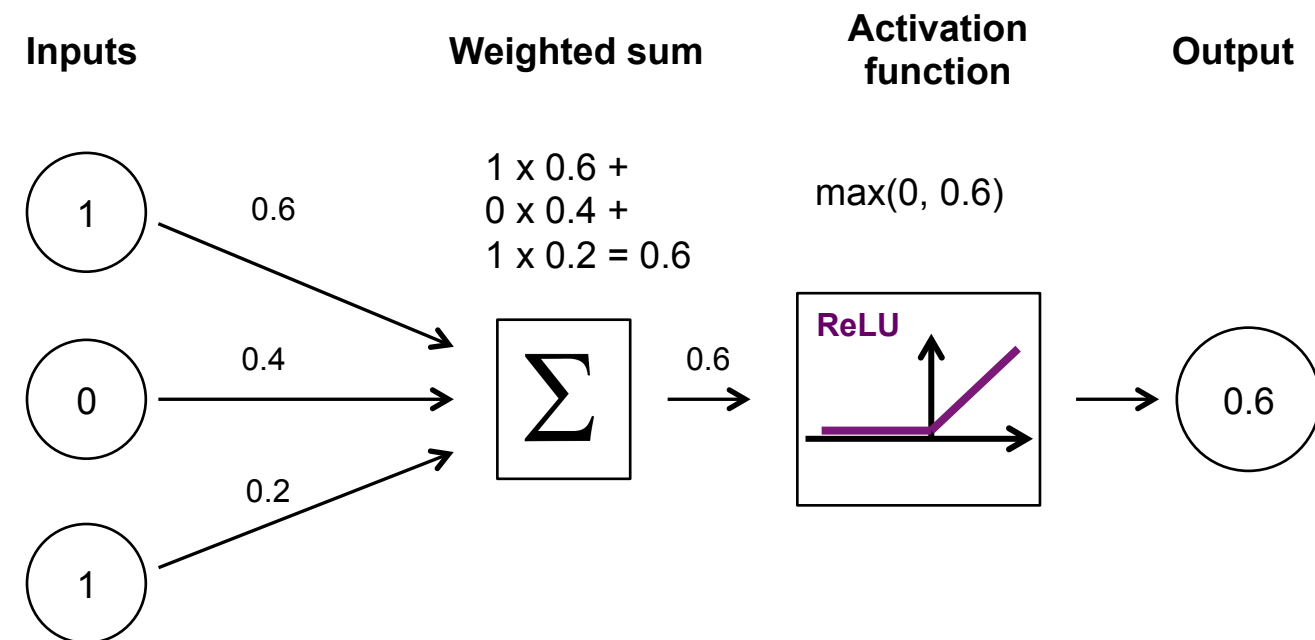 Inputs
Weighted sum
Activation
function
Output
1
0.6
0
0.4
1
0.2
1 x 0.6 +
0 x 0.4 +
1 x 0.2 = 0.6
Σ
0.6
max(0, 0.6)
ReLU
0.6